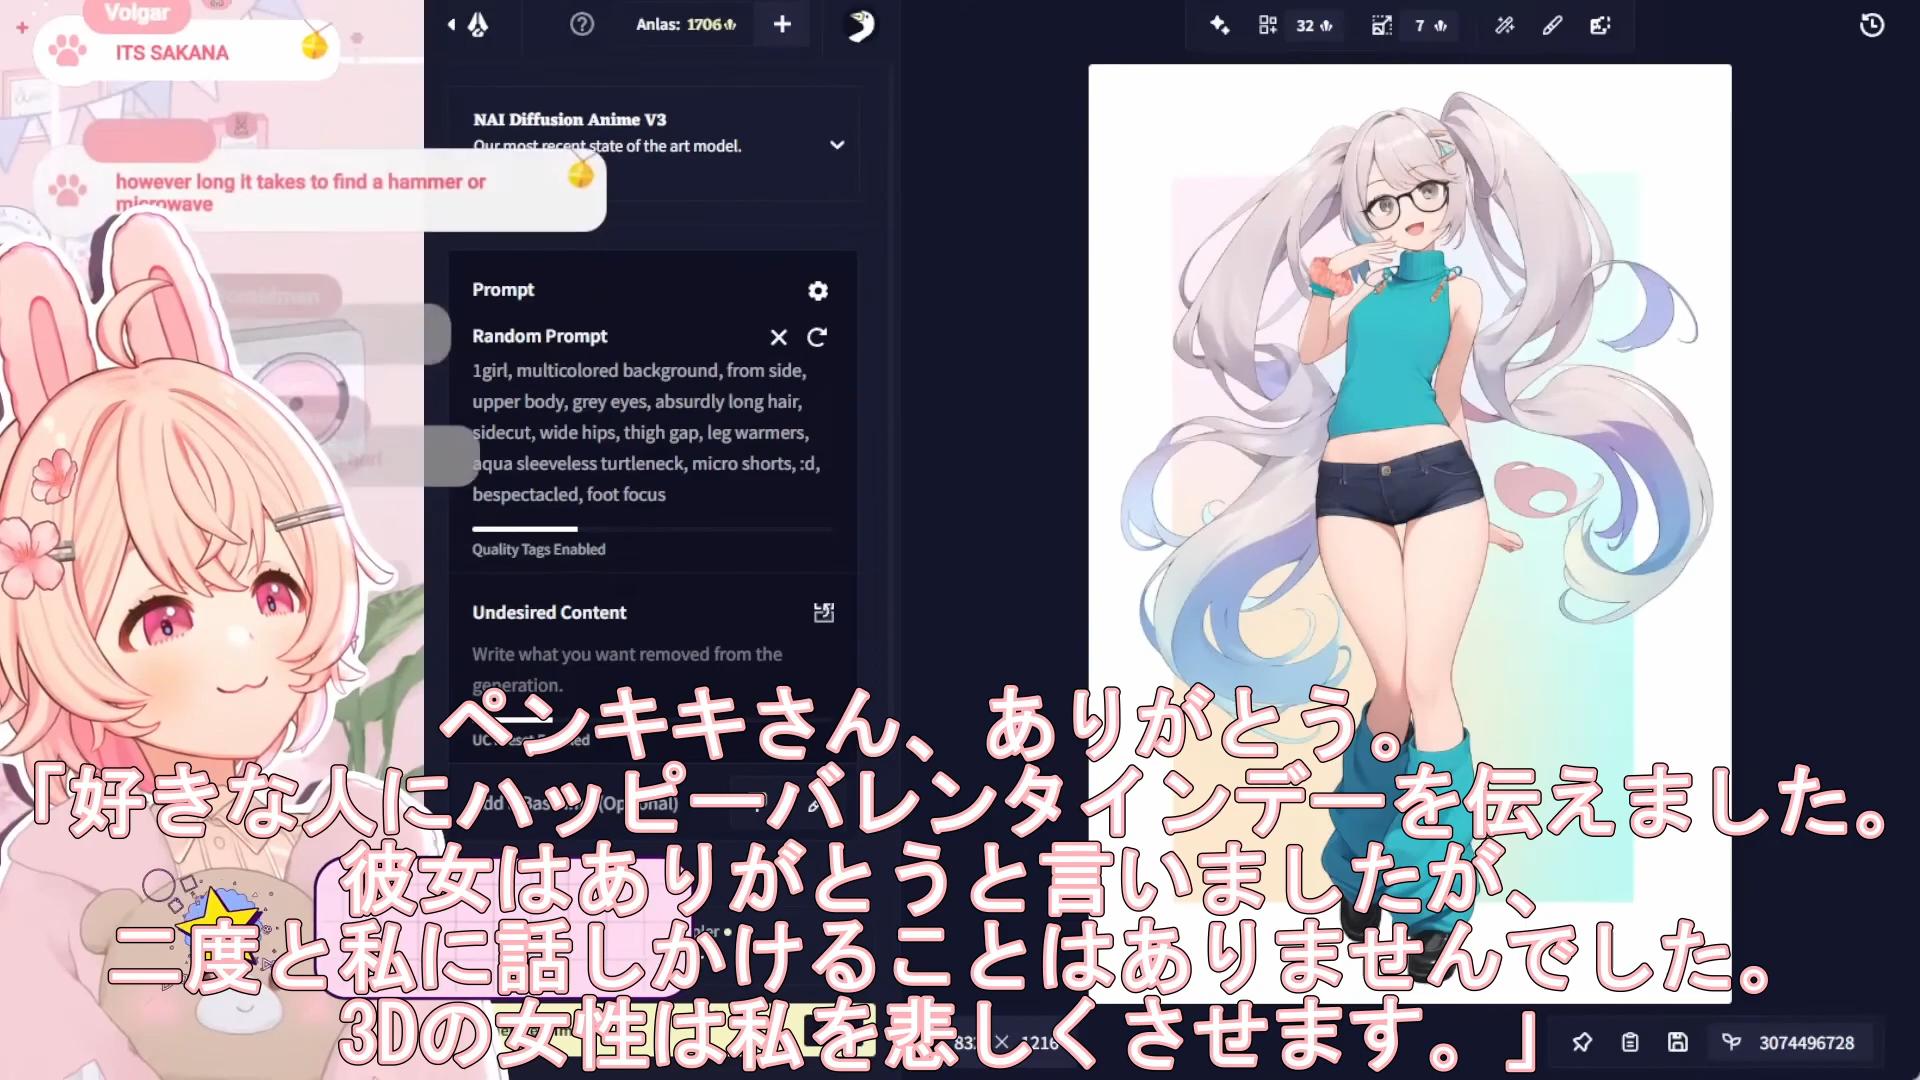 Volgar
ITS SAKANA
however long it takes to find a hammer or
microwave
Anlas: 1706
32
7
NAI Diffusion Anime V3
Our most recent state of the art model.
Prompt
Random Prompt
1girl, multicolored background, from side,
upper body, grey eyes, absurdly long hair,
sidecut, wide hips, thigh gap, leg warmers,
aqua sleeveless turtleneck, micro shorts, :d,
bespectacled, foot focus
Quality Tags Enabled
Undesired Content
Write what you want removed from the
generation.
ペンキキさん、ありがとう。
「好きな人にハッピーバレンタインデーを伝えました。
彼女はありがとうと言いましたが、
二度と私に話しかけることはありませんでした。
3Dの女性は私を悲しくさせます。」
832 × 1216
3074496728